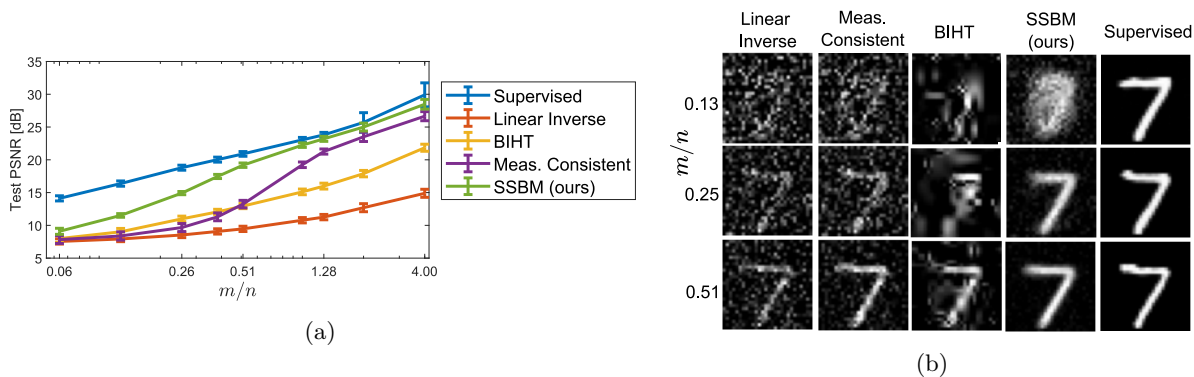 35
30
25
20
15
10
5
Test PSNR [dB]
0.06 0.26 0.51 1.28 4.00
m/n
Supervised
Linear Inverse
BIHT
Meas. Consistent
SSBM (ours)
(a)
Linear Inverse
Meas. Consistent
BIHT
SSBM (ours)
Supervised
m/n
0.13
0.25
0.51
(b)